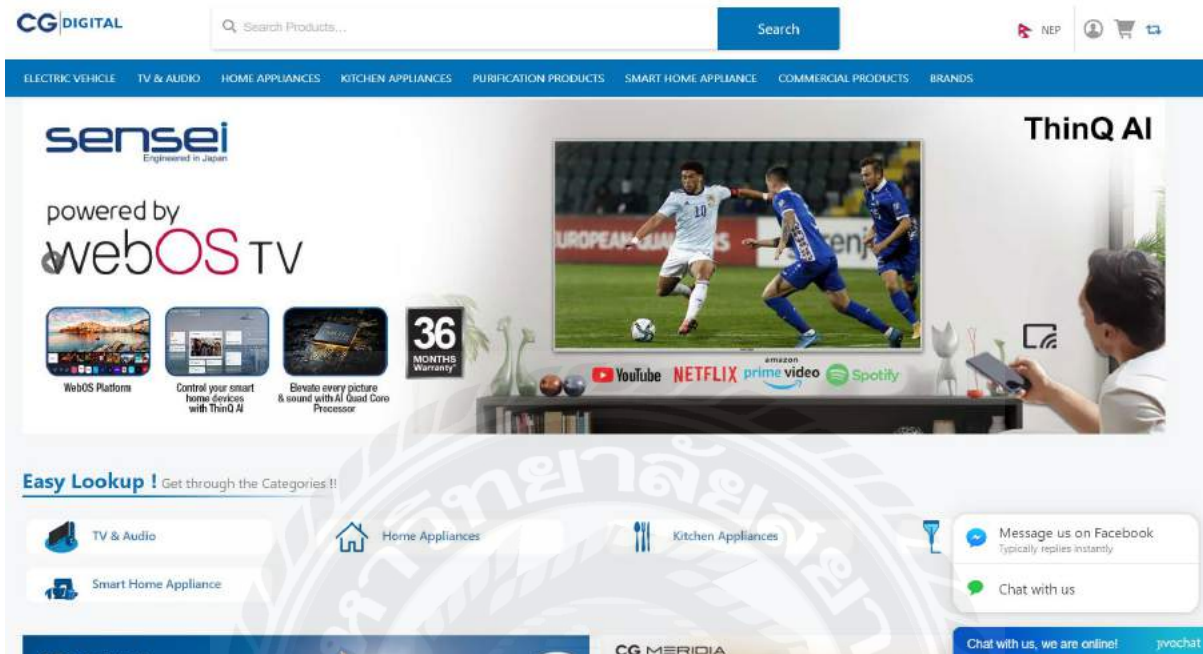 CG|DIGITAL
Search Products...
Search
NEP
ELECTRIC VEHICLE TV & AUDIO HOME APPLIANCES KITCHEN APPLIANCES PURIFICATION PRODUCTS SMART HOME APPLIANCE COMMERCIAL PRODUCTS BRANDS
sensei
Engineered in Japan
ThinQ AI
powered by
webOS TV
10
EUROPEAN QUALIFIERS
36
MONTHS
Warranty*
WebOS Platform
Control your smart
home devices
with ThinQ AI
Elevate every picture
& sound with AI Quad Core
Processor
YouTube NETFLIX amazon prime video Spotify
Easy Lookup ! Get through the Categories !!
TV & Audio
Home Appliances
Kitchen Appliances
Smart Home Appliance
Message us on Facebook
Typically replies instantly
Chat with us
CG MERIDIA
Chat with us, we are online! jivochat